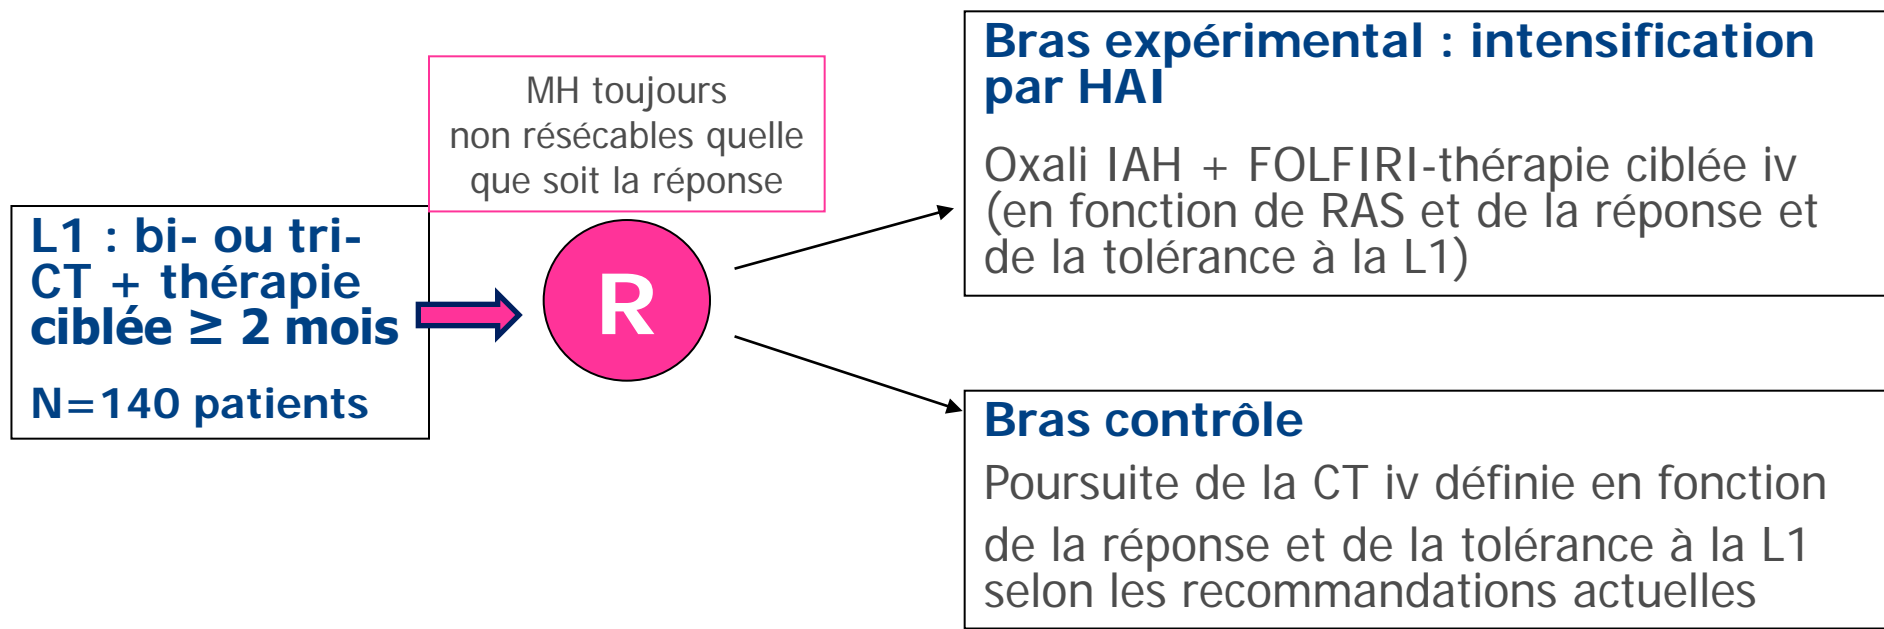 L1 : bi- ou tri-
CT + thérapie
ciblée ≥ 2 mois
N=140 patients
MH toujours
non résécables quelle
que soit la réponse
R
Bras expérimental : intensification
par HAI
Oxali IAH + FOLFIRI-thérapie ciblée iv
(en fonction de RAS et de la réponse et
de la tolérance à la L1)
Bras contrôle
Poursuite de la CT iv définie en fonction
de la réponse et de la tolérance à la L1
selon les recommandations actuelles